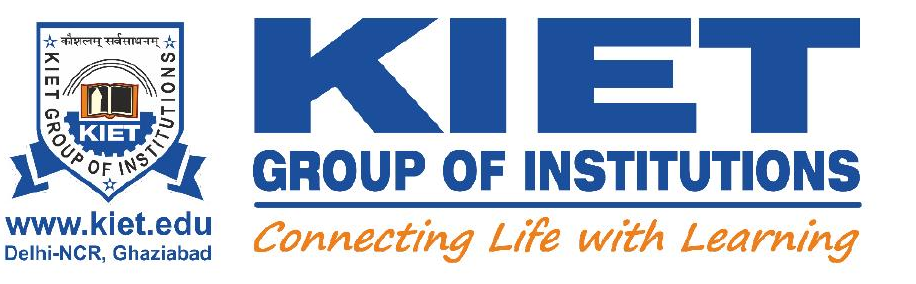 कौशलम् सर्वसाधनम्
KIET GROUP OF INSTITUTIONS
KIET
www.kiet.edu
Delhi-NCR, Ghaziabad
KIET
GROUP OF INSTITUTIONS
Connecting Life with Learning